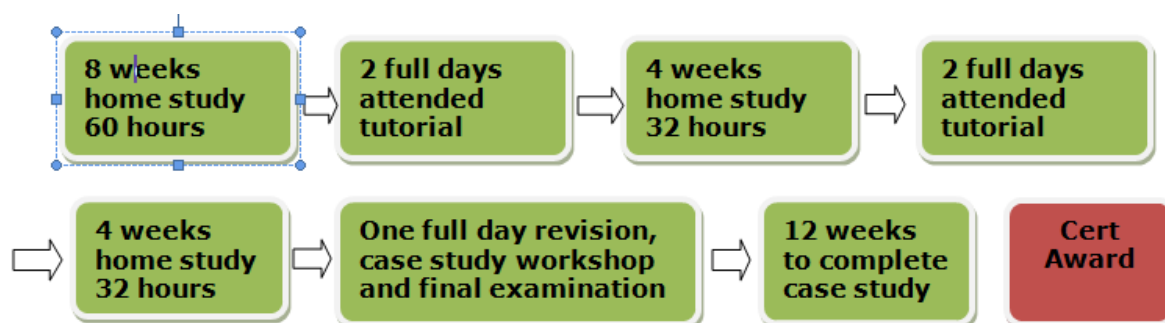 8 weeks
home study
60 hours
2 full days
attended
tutorial
4 weeks
home study
32 hours
2 full days
attended
tutorial
4 weeks
home study
32 hours
One full day revision,
case study workshop
and final examination
12 weeks
to complete
case study
Cert
Award